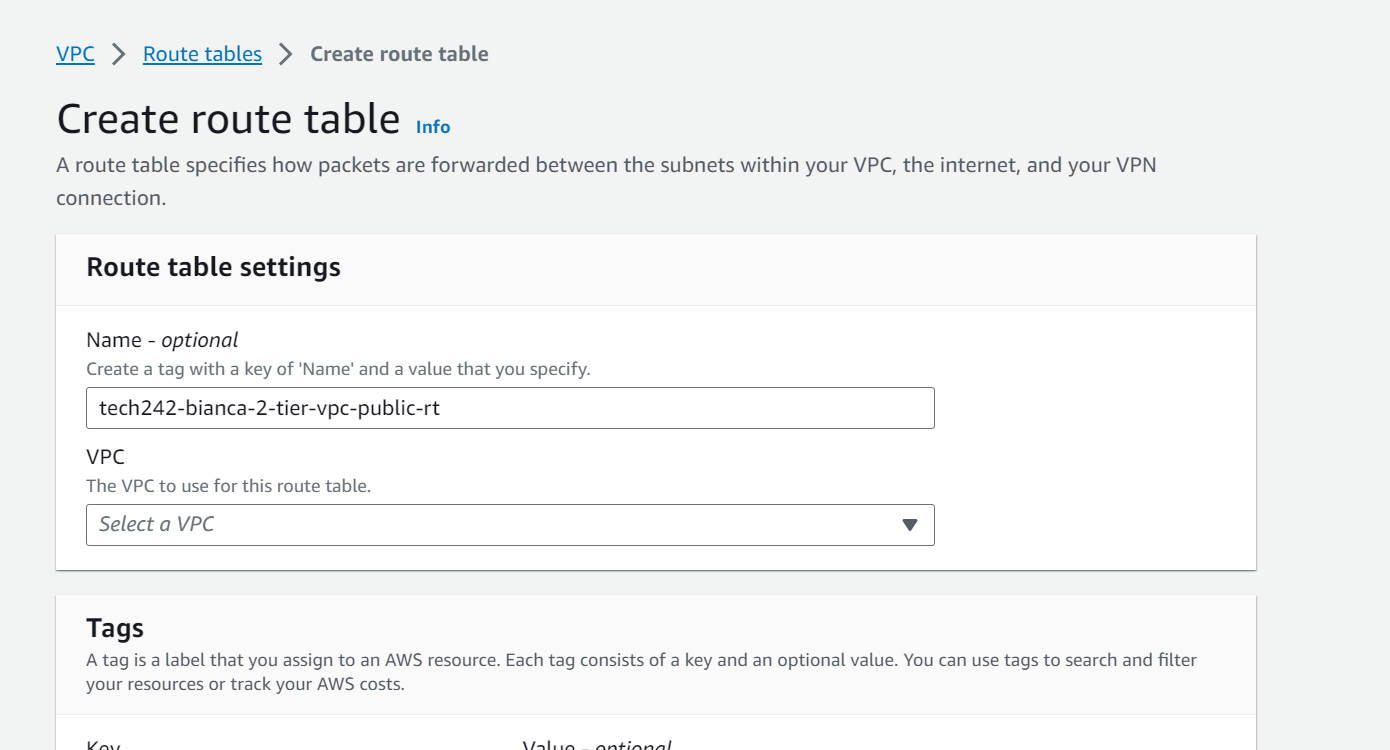 VPC > Route tables > Create route table
Create route table Info
A route table specifies how packets are forwarded between the subnets within your VPC, the internet, and your VPN
connection.
Route table settings
Name - optional
Create a tag with a key of 'Name' and a value that you specify.
tech242-bianca-2-tier-vpc-public-rt
VPC
The VPC to use for this route table.
Select a VPC
Tags
A tag is a label that you assign to an AWS resource. Each tag consists of a key and an optional value. You can use tags to search and filter
your resources or track your AWS costs.
Key Value - optional